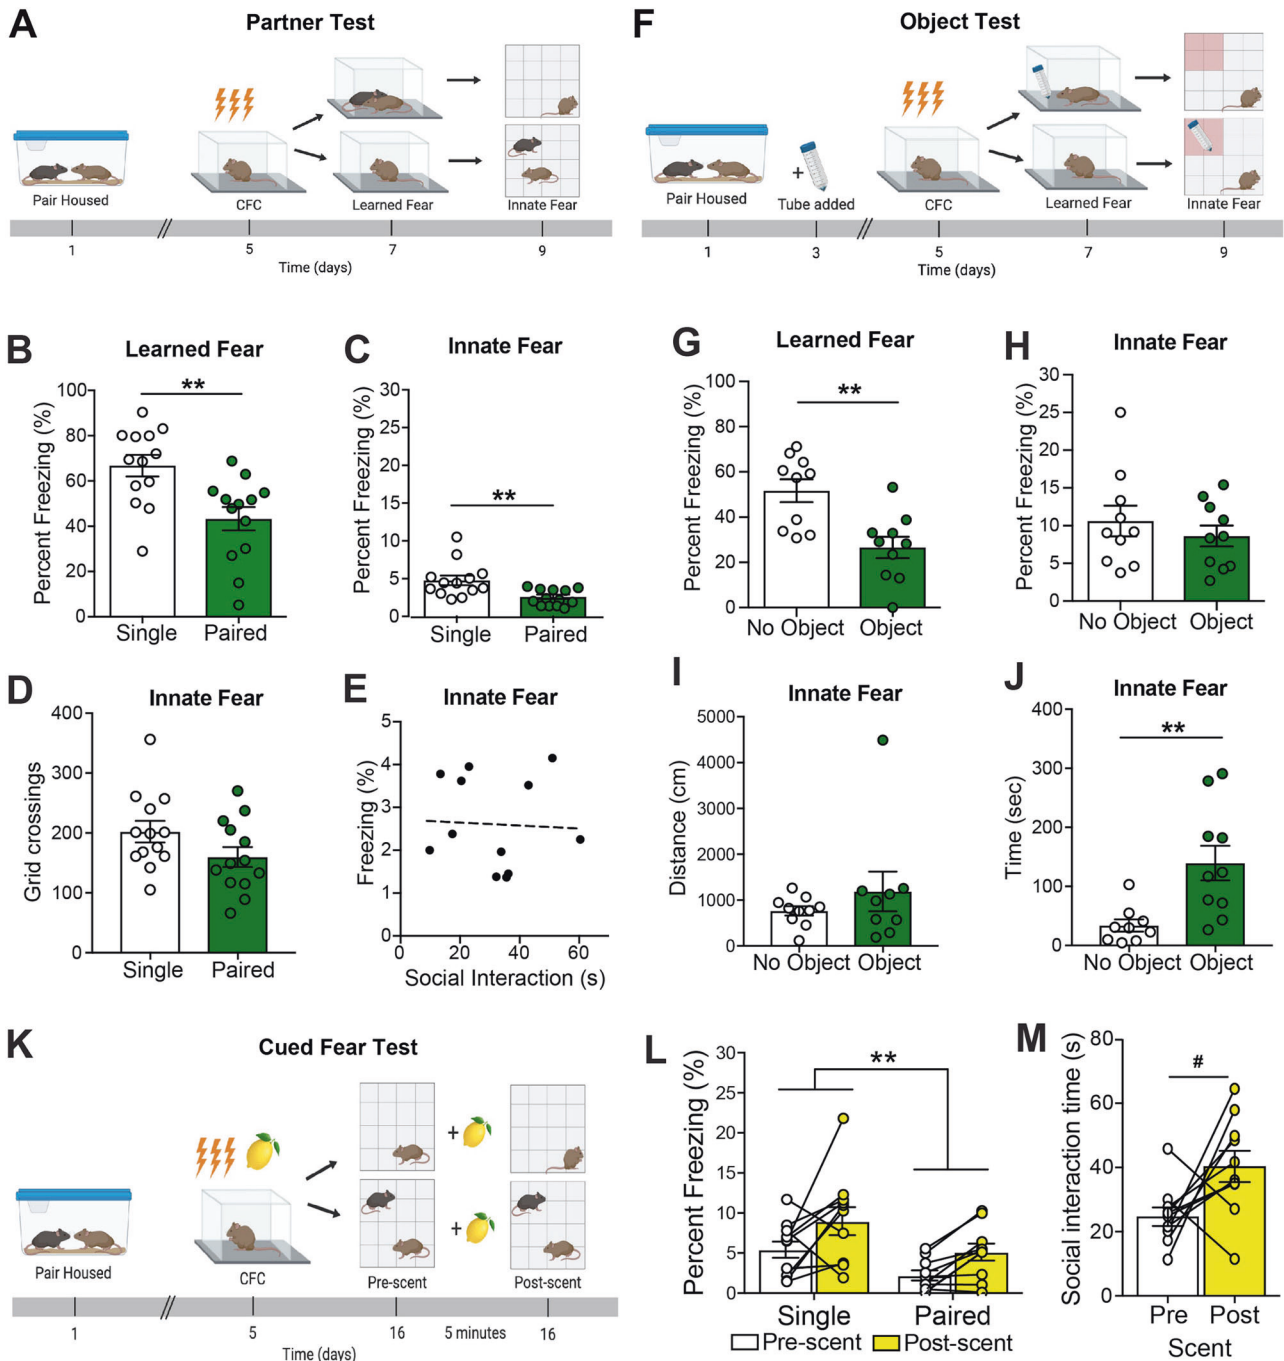 A
Partner Test
Pair Housed
CFC
Learned Fear
Innate Fear
1
5
7
9
Time (days)
F
Object Test
Pair Housed
+
Tube added
CFC
Learned Fear
Innate Fear
1
3
5
7
9
Time (days)
B
Learned Fear
Percent Freezing (%)
100
80
60
40
20
0
**
Single
Paired
C
Innate Fear
Percent Freezing (%)
30
25
20
15
10
5
0
**
Single
Paired
G
Learned Fear
Percent Freezing (%)
100
80
60
40
20
0
**
No Object
Object
H
Innate Fear
Percent Freezing (%)
30
25
20
15
10
5
0
No Object
Object
D
Innate Fear
Grid crossings
400
300
200
100
0
Single
Paired
E
Innate Fear
Freezing (%)
5
4
3
2
1
0
0
20
40
60
Social Interaction (s)
I
Innate Fear
Distance (cm)
5000
4000
3000
2000
1000
0
No Object
Object
J
Innate Fear
Time (sec)
400
300
200
100
0
**
No Object
Object
K
Cued Fear Test
Pair Housed
CFC
+
+
Pre-scent
Post-scent
1
5
16
5 minutes
16
Time (days)
L
Percent Freezing (%)
30
25
20
15
10
5
0
**
Single
Paired
Pre-scent
Post-scent
M
Social interaction time (s)
80
60
40
20
0
#
Pre
Post
Scent